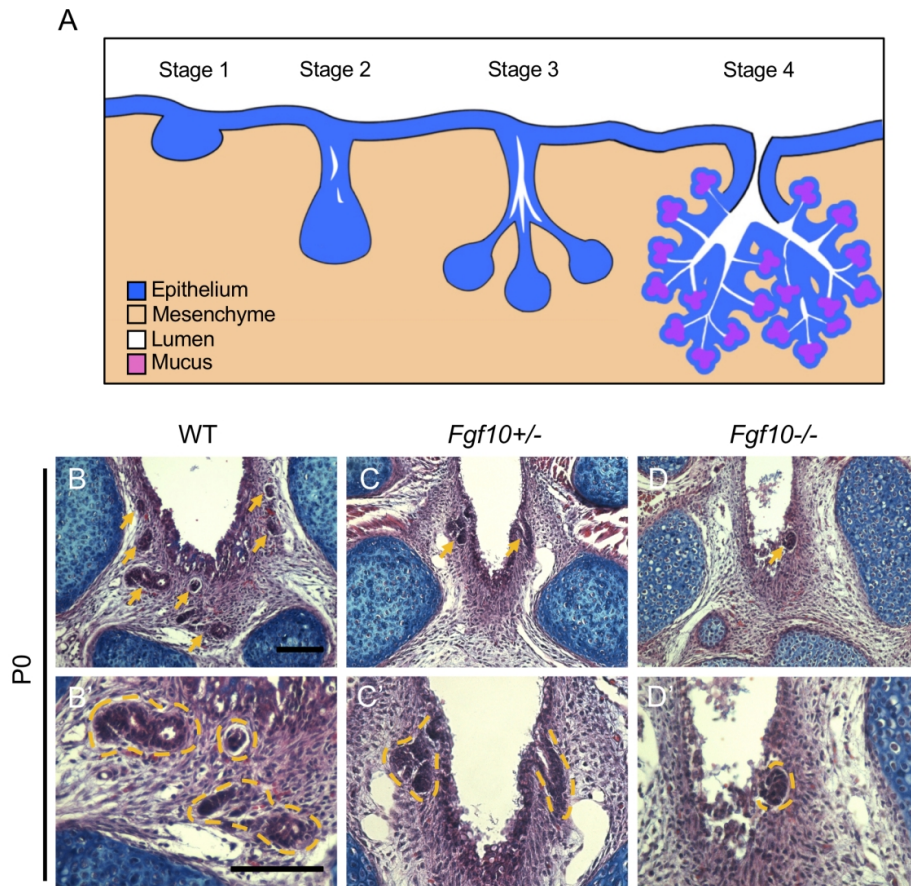 A
Stage 1 Stage 2 Stage 3 Stage 4
Epithelium
Mesenchyme
Lumen
Mucus
WT Fgf10+/- Fgf10-/-
P0
B C D
B' C' D'